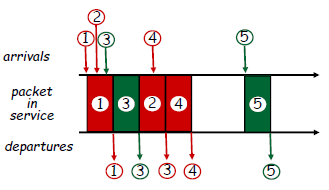 2
1 3 4 5
arrivals
packet
in
service
1 3 2 4 5
departures
1 3 3 4 5